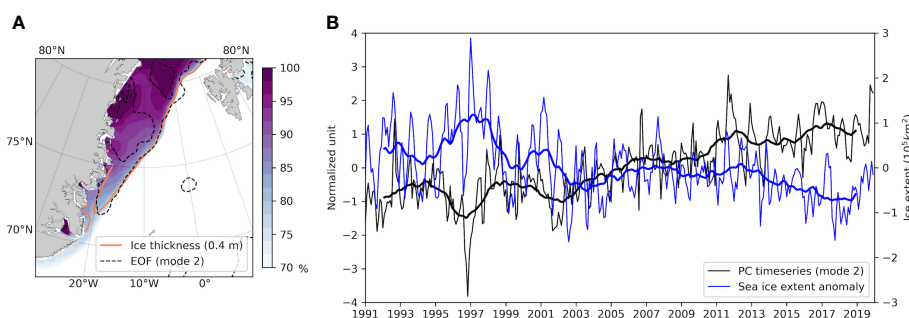 A
B
80°N
80°N
75°N
70°N
20°W
10°W
0°
Ice thickness (0.4 m)
EOF (mode 2)
100
95
90
85
80
75
70
%
Normalized unit
4
3
2
1
0
−1
−2
−3
−4
1991
1993
1995
1997
1999
2001
2003
2005
2007
2009
2011
2013
2015
2017
2019
PC timeseries (mode 2)
Sea ice extent anomaly
3
2
1
0
−1
−2
−3
Ice extent (10⁵km²)